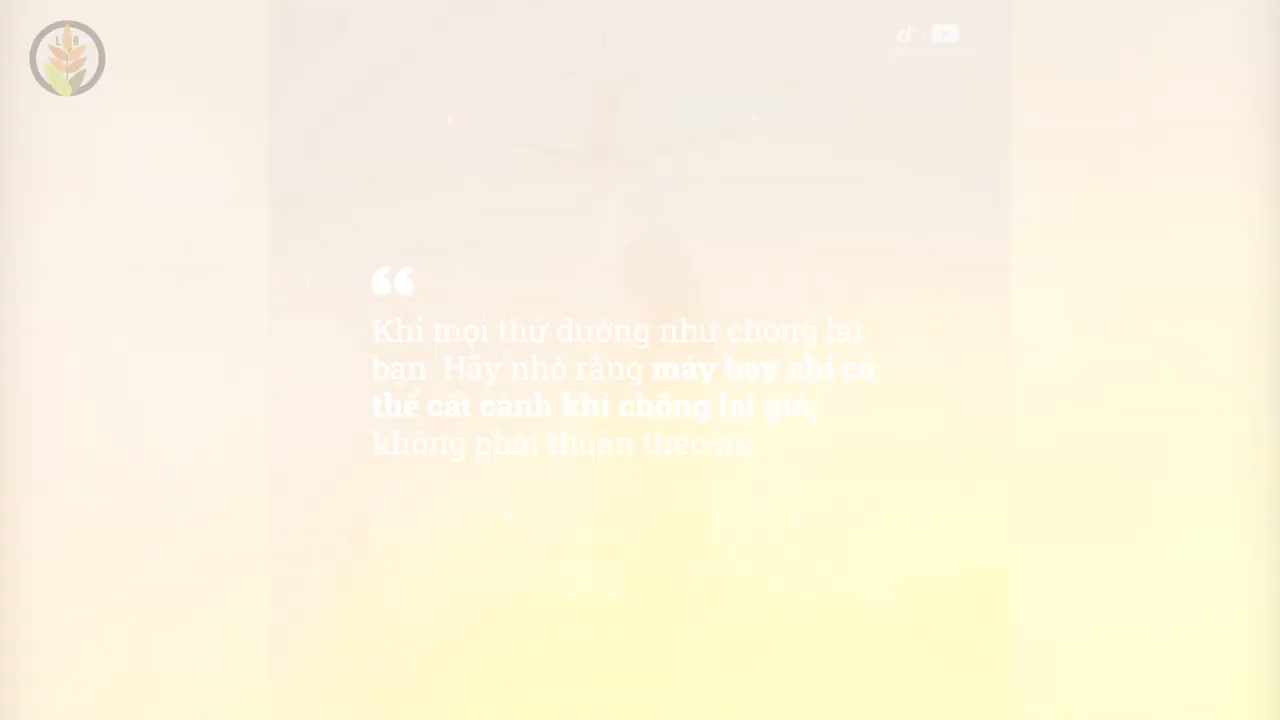 L A
Khi mọi thứ dường như chống lại
bạn. Hãy nhớ rằng máy bay chỉ có
thể cất cánh khi chống lại gió,
không phải thuận theo gió